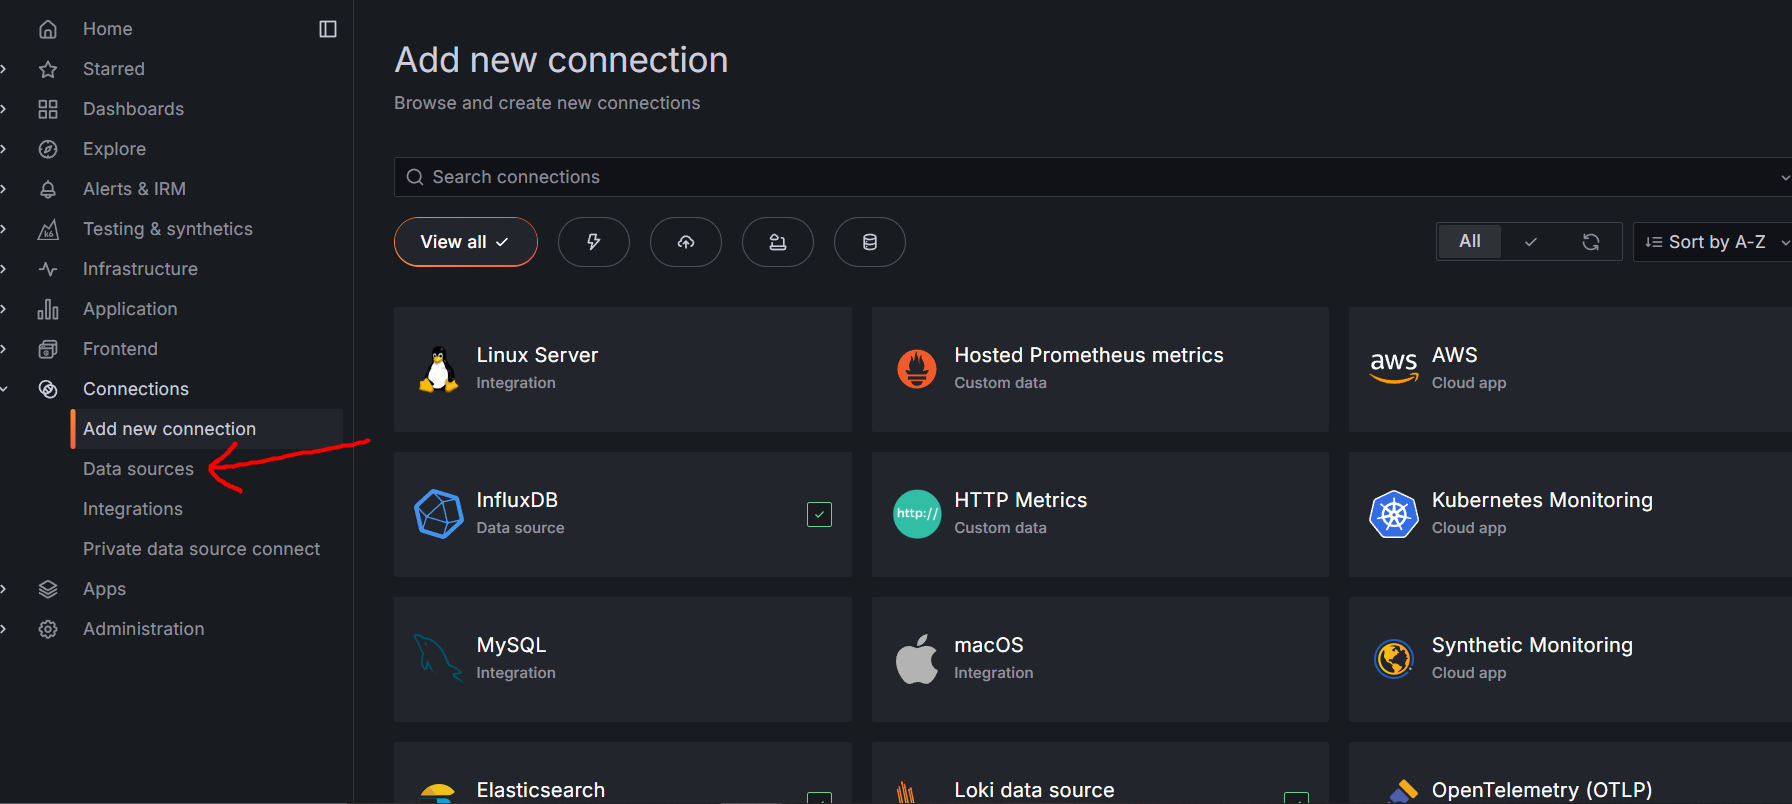 Home
Starred
Dashboards
Explore
Alerts & IRM
Testing & synthetics
k6
Infrastructure
Application
Frontend
Connections
Add new connection
Data sources
Integrations
Private data source connect
Apps
Administration
Add new connection
Browse and create new connections
Search connections
View all
All
Sort by A-Z
Linux Server
Integration
Hosted Prometheus metrics
Custom data
aws
AWS
Cloud app
InfluxDB
Data source
http://
HTTP Metrics
Custom data
Kubernetes Monitoring
Cloud app
MySQL
Integration
macOS
Integration
Synthetic Monitoring
Cloud app
Elasticsearch
Loki data source
OpenTelemetry (OTLP)